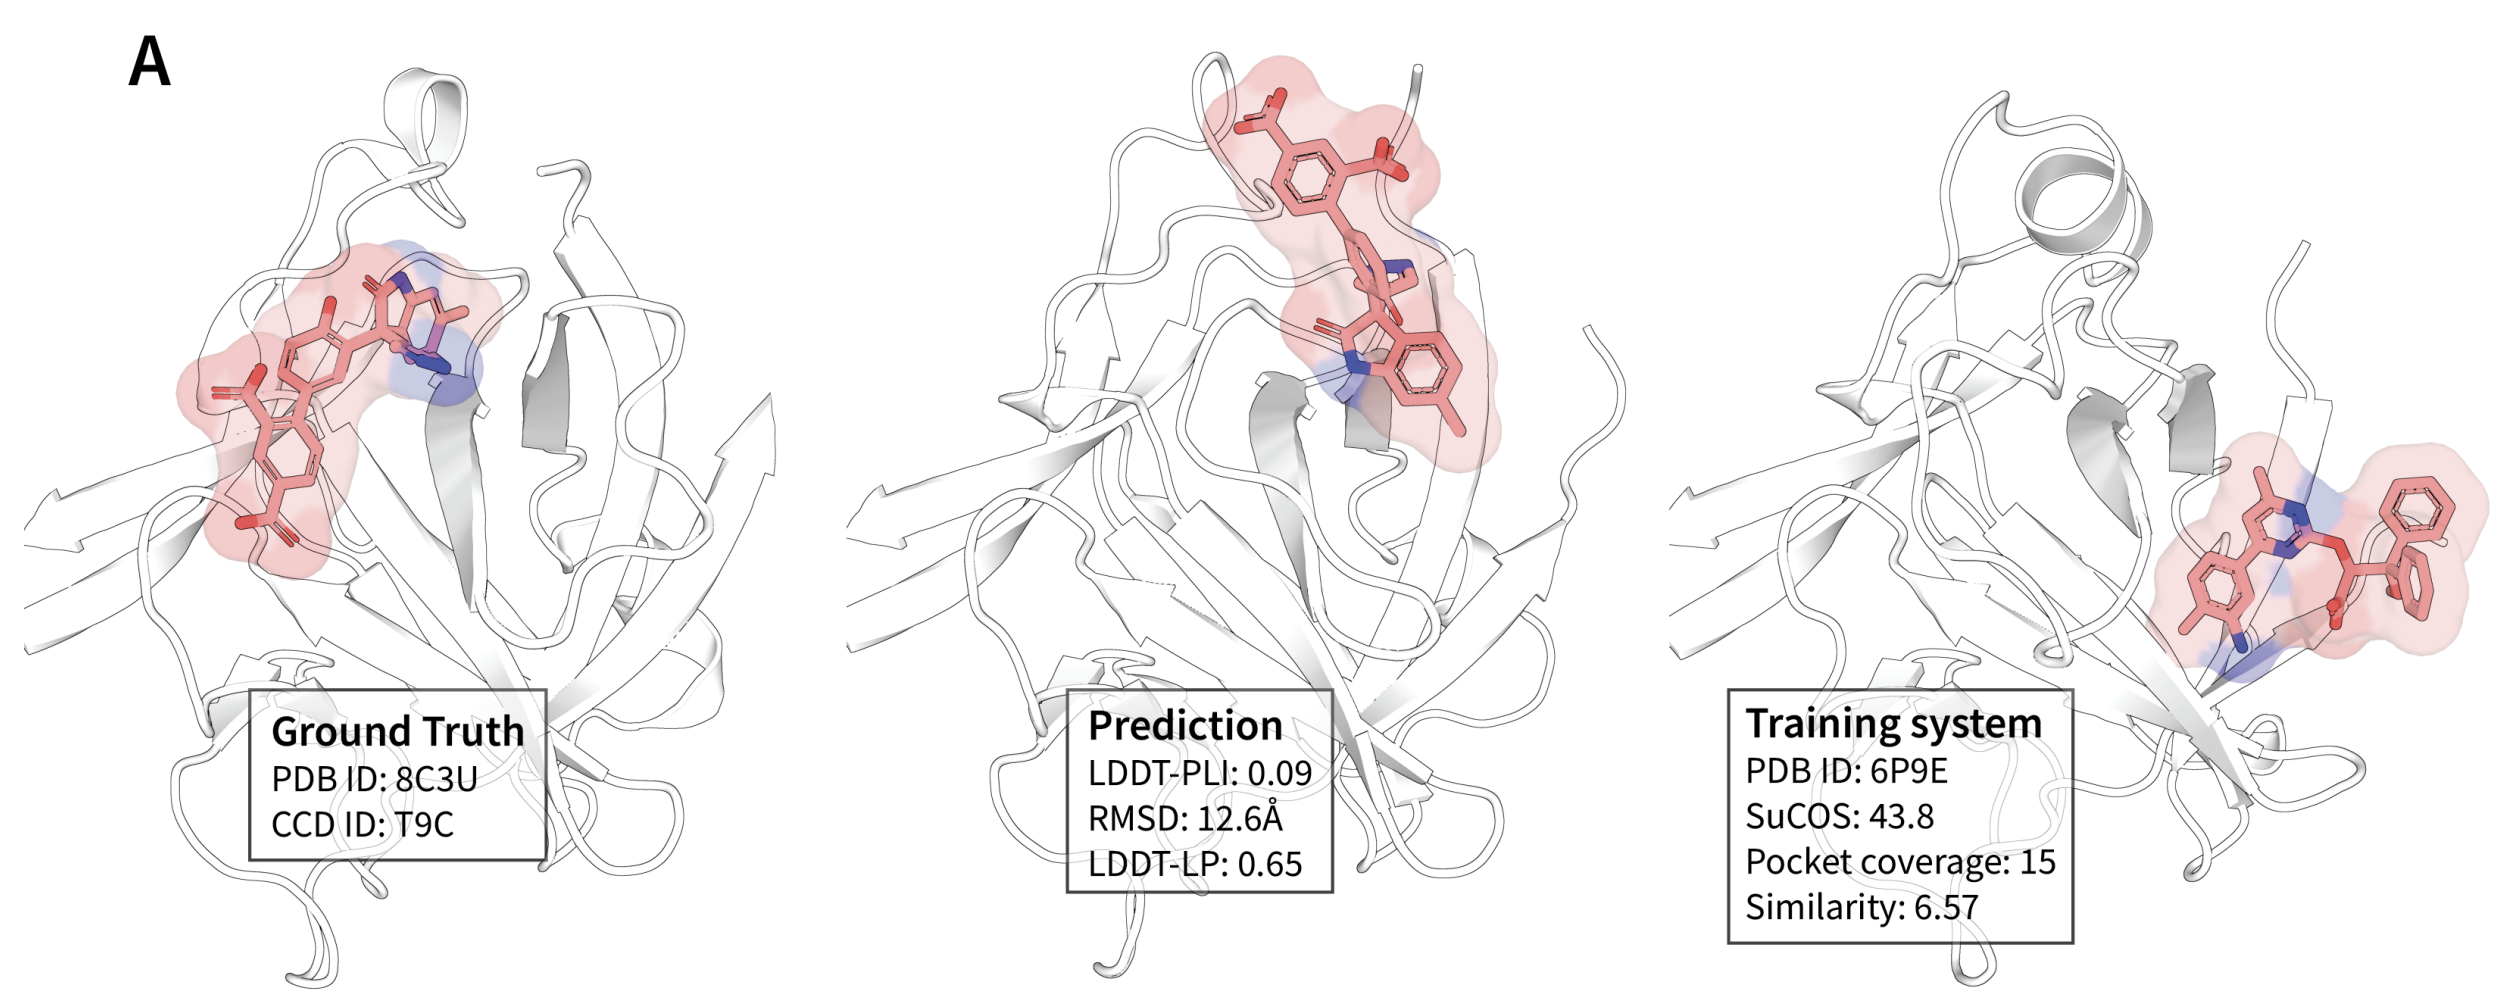 A
Ground Truth
PDB ID: 8C3U
CCD ID: T9C
Prediction
LDDT-PLI: 0.09
RMSD: 12.6Å
LDDT-LP: 0.65
Training system
PDB ID: 6P9E
SuCOS: 43.8
Pocket coverage: 15
Similarity: 6.57